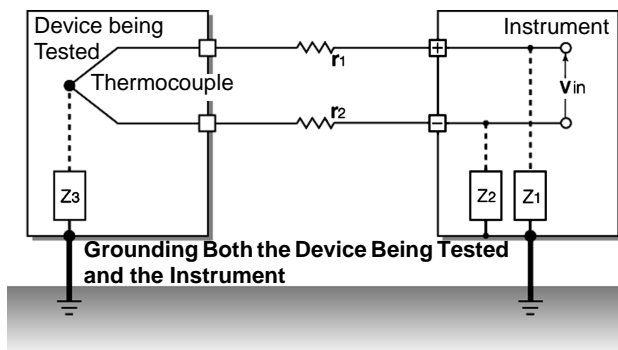 Device being
Tested
Instrument
r1
+
Thermocouple
Vin
r2
−
Z3
Z2
Z1
Grounding Both the Device Being Tested
and the Instrument